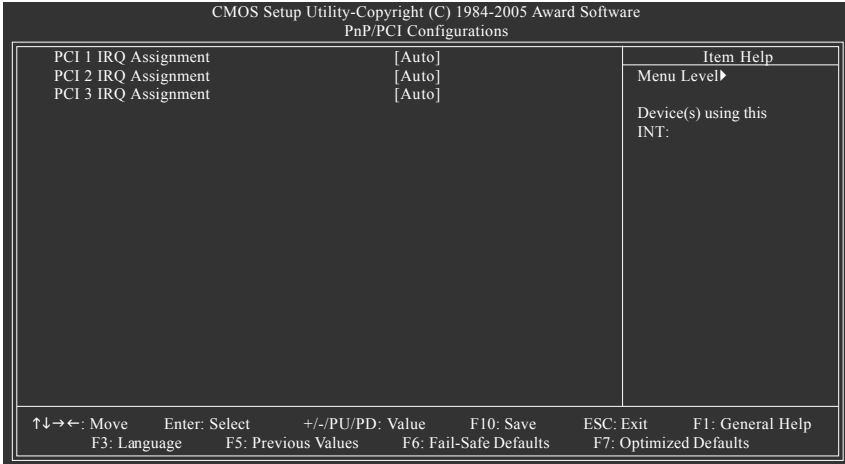 CMOS Setup Utility-Copyright (C) 1984-2005 Award Software
PnP/PCI Configurations
PCI 1 IRQ Assignment [Auto]
PCI 2 IRQ Assignment [Auto]
PCI 3 IRQ Assignment [Auto]
Item Help
Menu Level▶
Device(s) using this
INT:
↑↓→←: Move Enter: Select +/-/PU/PD: Value F10: Save ESC: Exit F1: General Help
F3: Language F5: Previous Values F6: Fail-Safe Defaults F7: Optimized Defaults